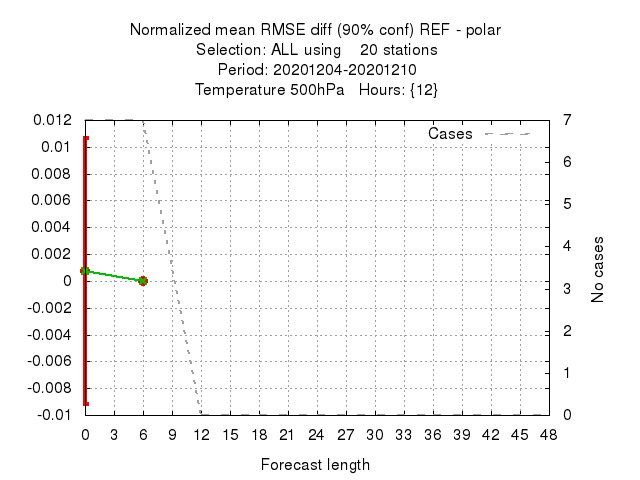 Normalized mean RMSE diff (90% conf) REF - polar
Selection: ALL using    20 stations
Period: 20201204-20201210
Temperature 500hPa   Hours: {12}
Cases
0.012
0.01
0.008
0.006
0.004
0.002
0
-0.002
-0.004
-0.006
-0.008
-0.01
7
6
5
4
3
2
1
0
No cases
0 3 6 9 12 15 18 21 24 27 30 33 36 39 42 45 48
Forecast length